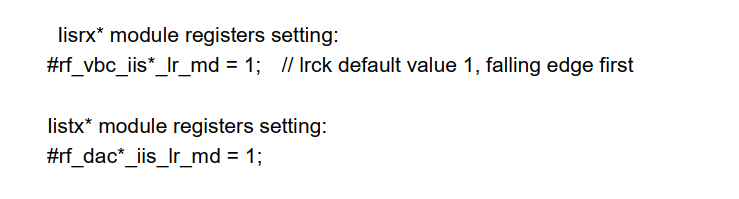 Iisrx* module registers setting:
#rf_vbc_iis*_lr_md = 1;   // lrck default value 1, falling edge first
Iistx* module registers setting:
#rf_dac*_iis_lr_md = 1;